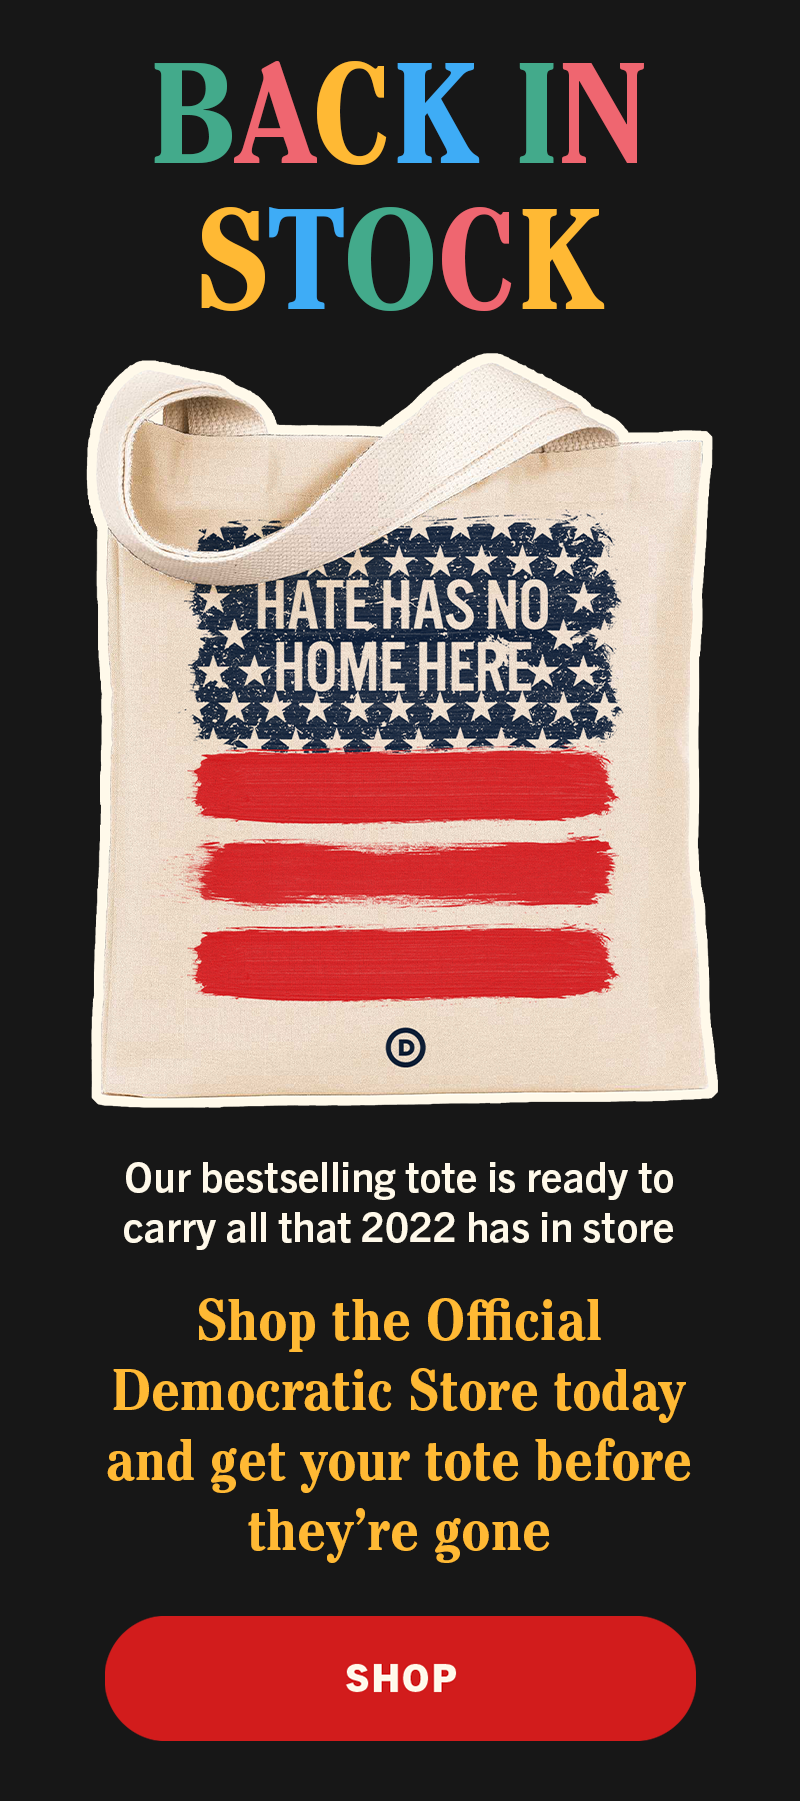 BACK IN
STOCK
HATE HAS NO
HOME HERE
D
Our bestselling tote is ready to
carry all that 2022 has in store
Shop the Official
Democratic Store today
and get your tote before
they’re gone
SHOP